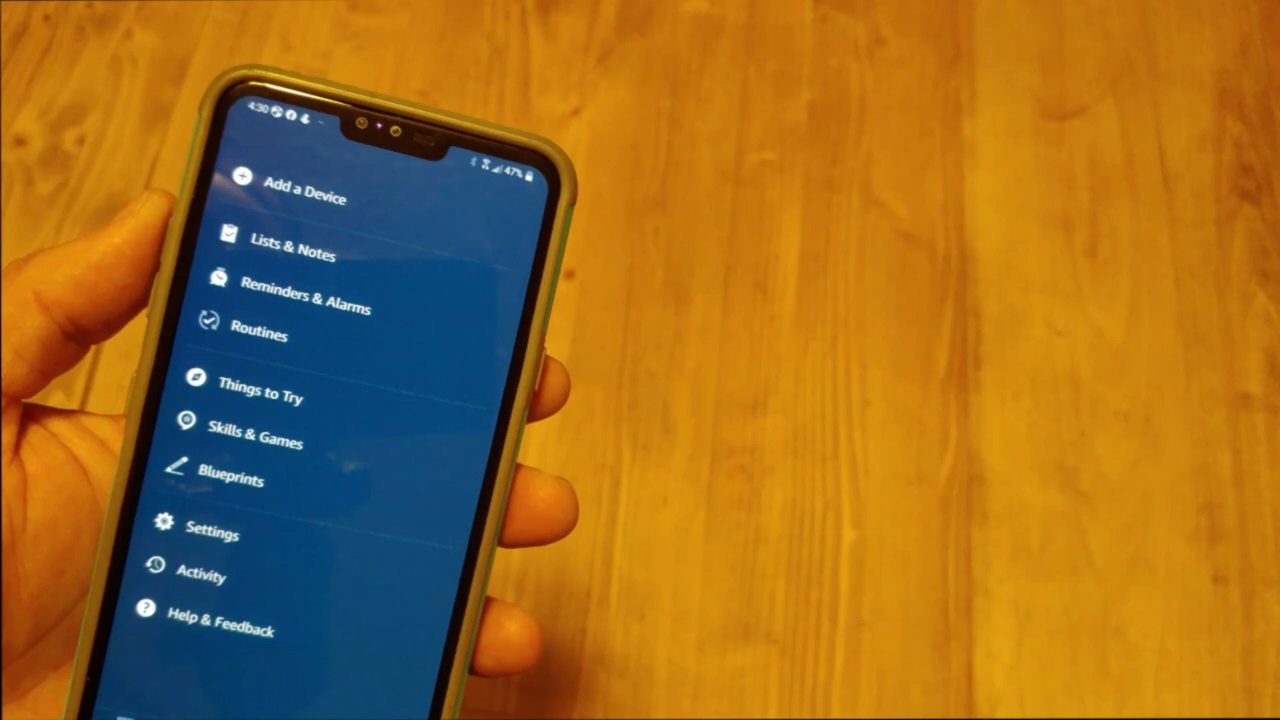 4:30
47%
Add a Device
Lists & Notes
Reminders & Alarms
Routines
Things to Try
Skills & Games
Blueprints
Settings
Activity
Help & Feedback